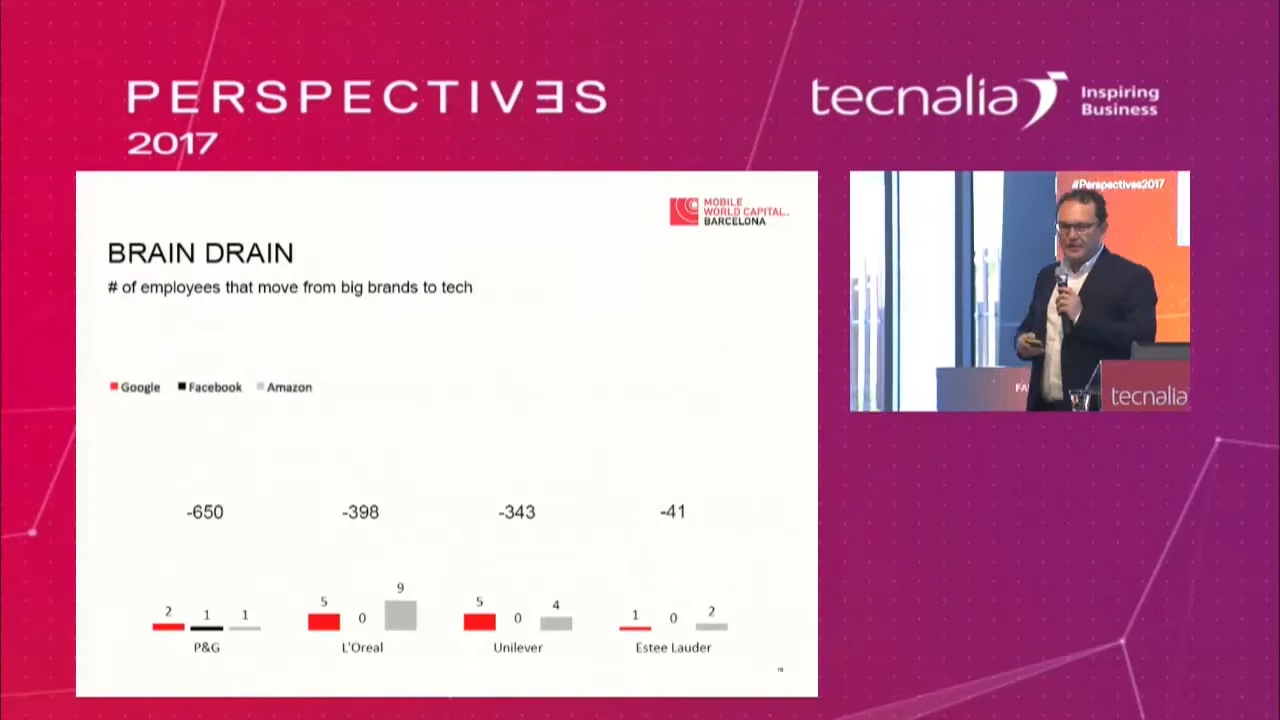 PERSPECTIVES
2017
tecnalia
Inspiring
Business
MOBILE
WORLD CAPITAL.
BARCELONA
BRAIN DRAIN
# of employees that move from big brands to tech
Google Facebook Amazon
-650 -398 -343 -41
2 1 1 5 0 9 5 0 4 1 0 2
P&G L'Oreal Unilever Estee Lauder
#Perspectives2017
tecnalia